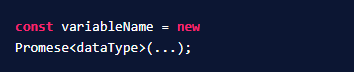 const variableName = new
Promese<dataType>(...);